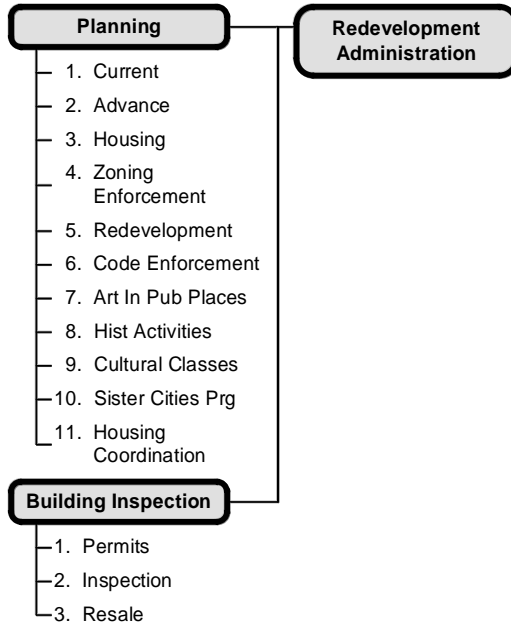 Planning
Redevelopment
Administration
1. Current
2. Advance
3. Housing
4. Zoning
Enforcement
5. Redevelopment
6. Code Enforcement
7. Art In Pub Places
8. Hist Activities
9. Cultural Classes
10. Sister Cities Prg
11. Housing
Coordination
Building Inspection
1. Permits
2. Inspection
3. Resale